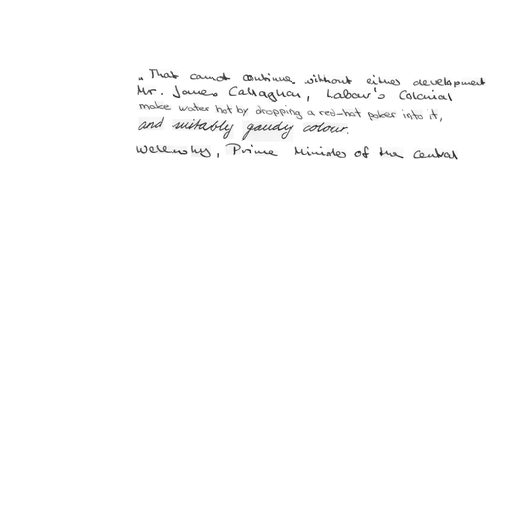 "That cannot continue without either development
Mr. James Callaghan, Labour's Colonial
make water hot by dropping a red-hot poker into it,
and suitably gaudy colour.
Welensky, Prime Minister of the Central